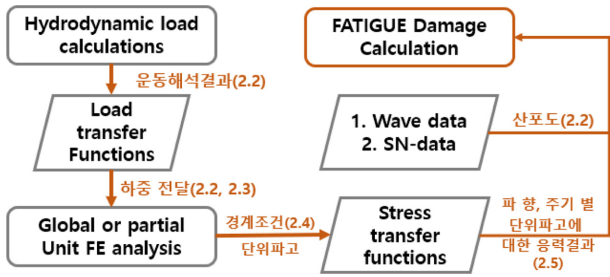 Hydrodynamic load
calculations
운동해석결과(2.2)
Load
transfer
Functions
하중 전달(2.2, 2.3)
Global or partial
Unit FE analysis
경계조건(2.4)
단위파고
Stress
transfer
functions
파 향, 주기 별
단위파고에
대한 응력결과
(2.5)
1. Wave data
2. SN-data
산포도(2.2)
FATIGUE Damage
Calculation